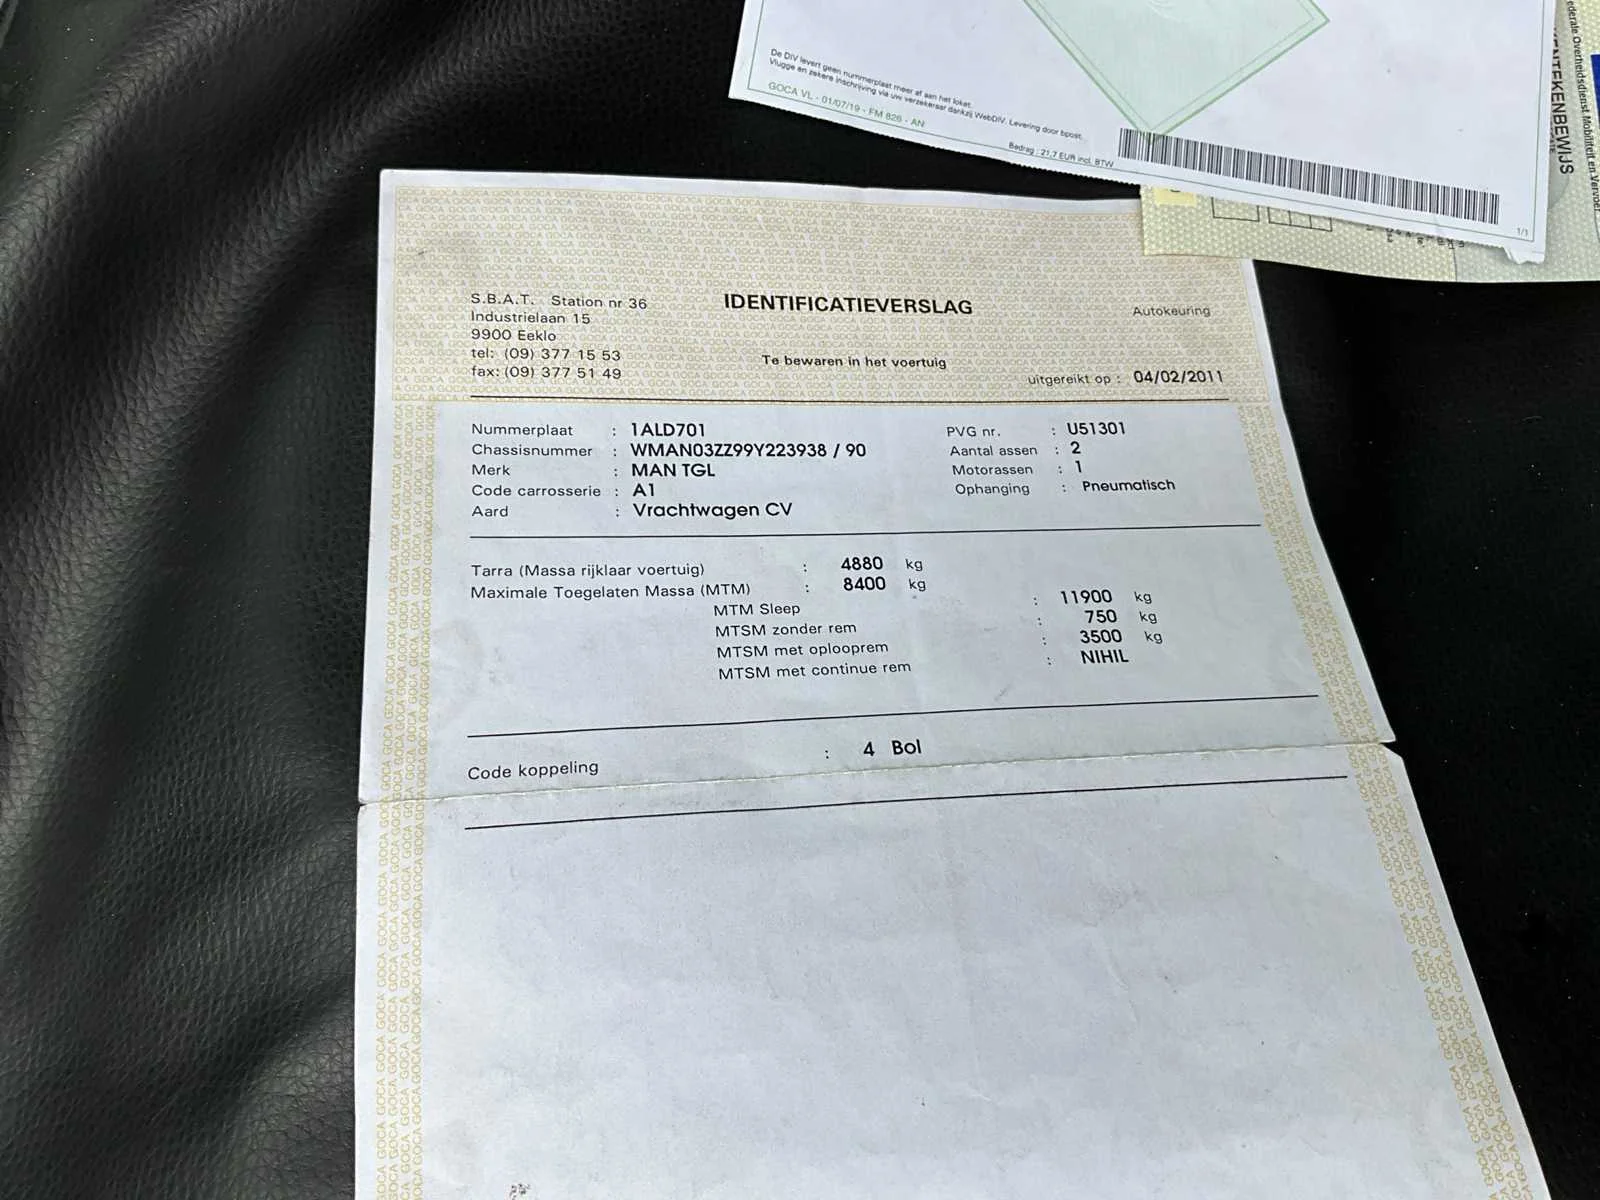 De DIV levert geen nummerplaat meer af aan het loket.
Vlugge en zekere inschrijving via uw verzekeraar dankzij WebDIV. Levering door bpost.
GOCA VL - 01/07/19 - FM 826 - AN
Bedrag : 21,7 EUR incl. BTW
1/1
TEKENBEWIJS
ederale Overheidsdienst Mobiliteit en Vervoer
S.B.A.T. Station nr 36
Industrielaan 15
9900 Eeklo
tel: (09) 377 15 53
fax: (09) 377 51 49
IDENTIFICATIEVERSLAG
Te bewaren in het voertuig
Autokeuring
uitgereikt op : 04/02/2011
Nummerplaat : 1ALD701
Chassisnummer : WMAN03ZZ99Y223938 / 90
Merk : MAN TGL
Code carrosserie : A1
Aard : Vrachtwagen CV
PVG nr. : U51301
Aantal assen : 2
Motorassen : 1
Ophanging : Pneumatisch
Tarra (Massa rijklaar voertuig) : 4880 kg
Maximale Toegelaten Massa (MTM) : 8400 kg
MTM Sleep : 11900 kg
MTSM zonder rem : 750 kg
MTSM met oplooprem : 3500 kg
MTSM met continue rem : NIHIL
Code koppeling : 4 Bol